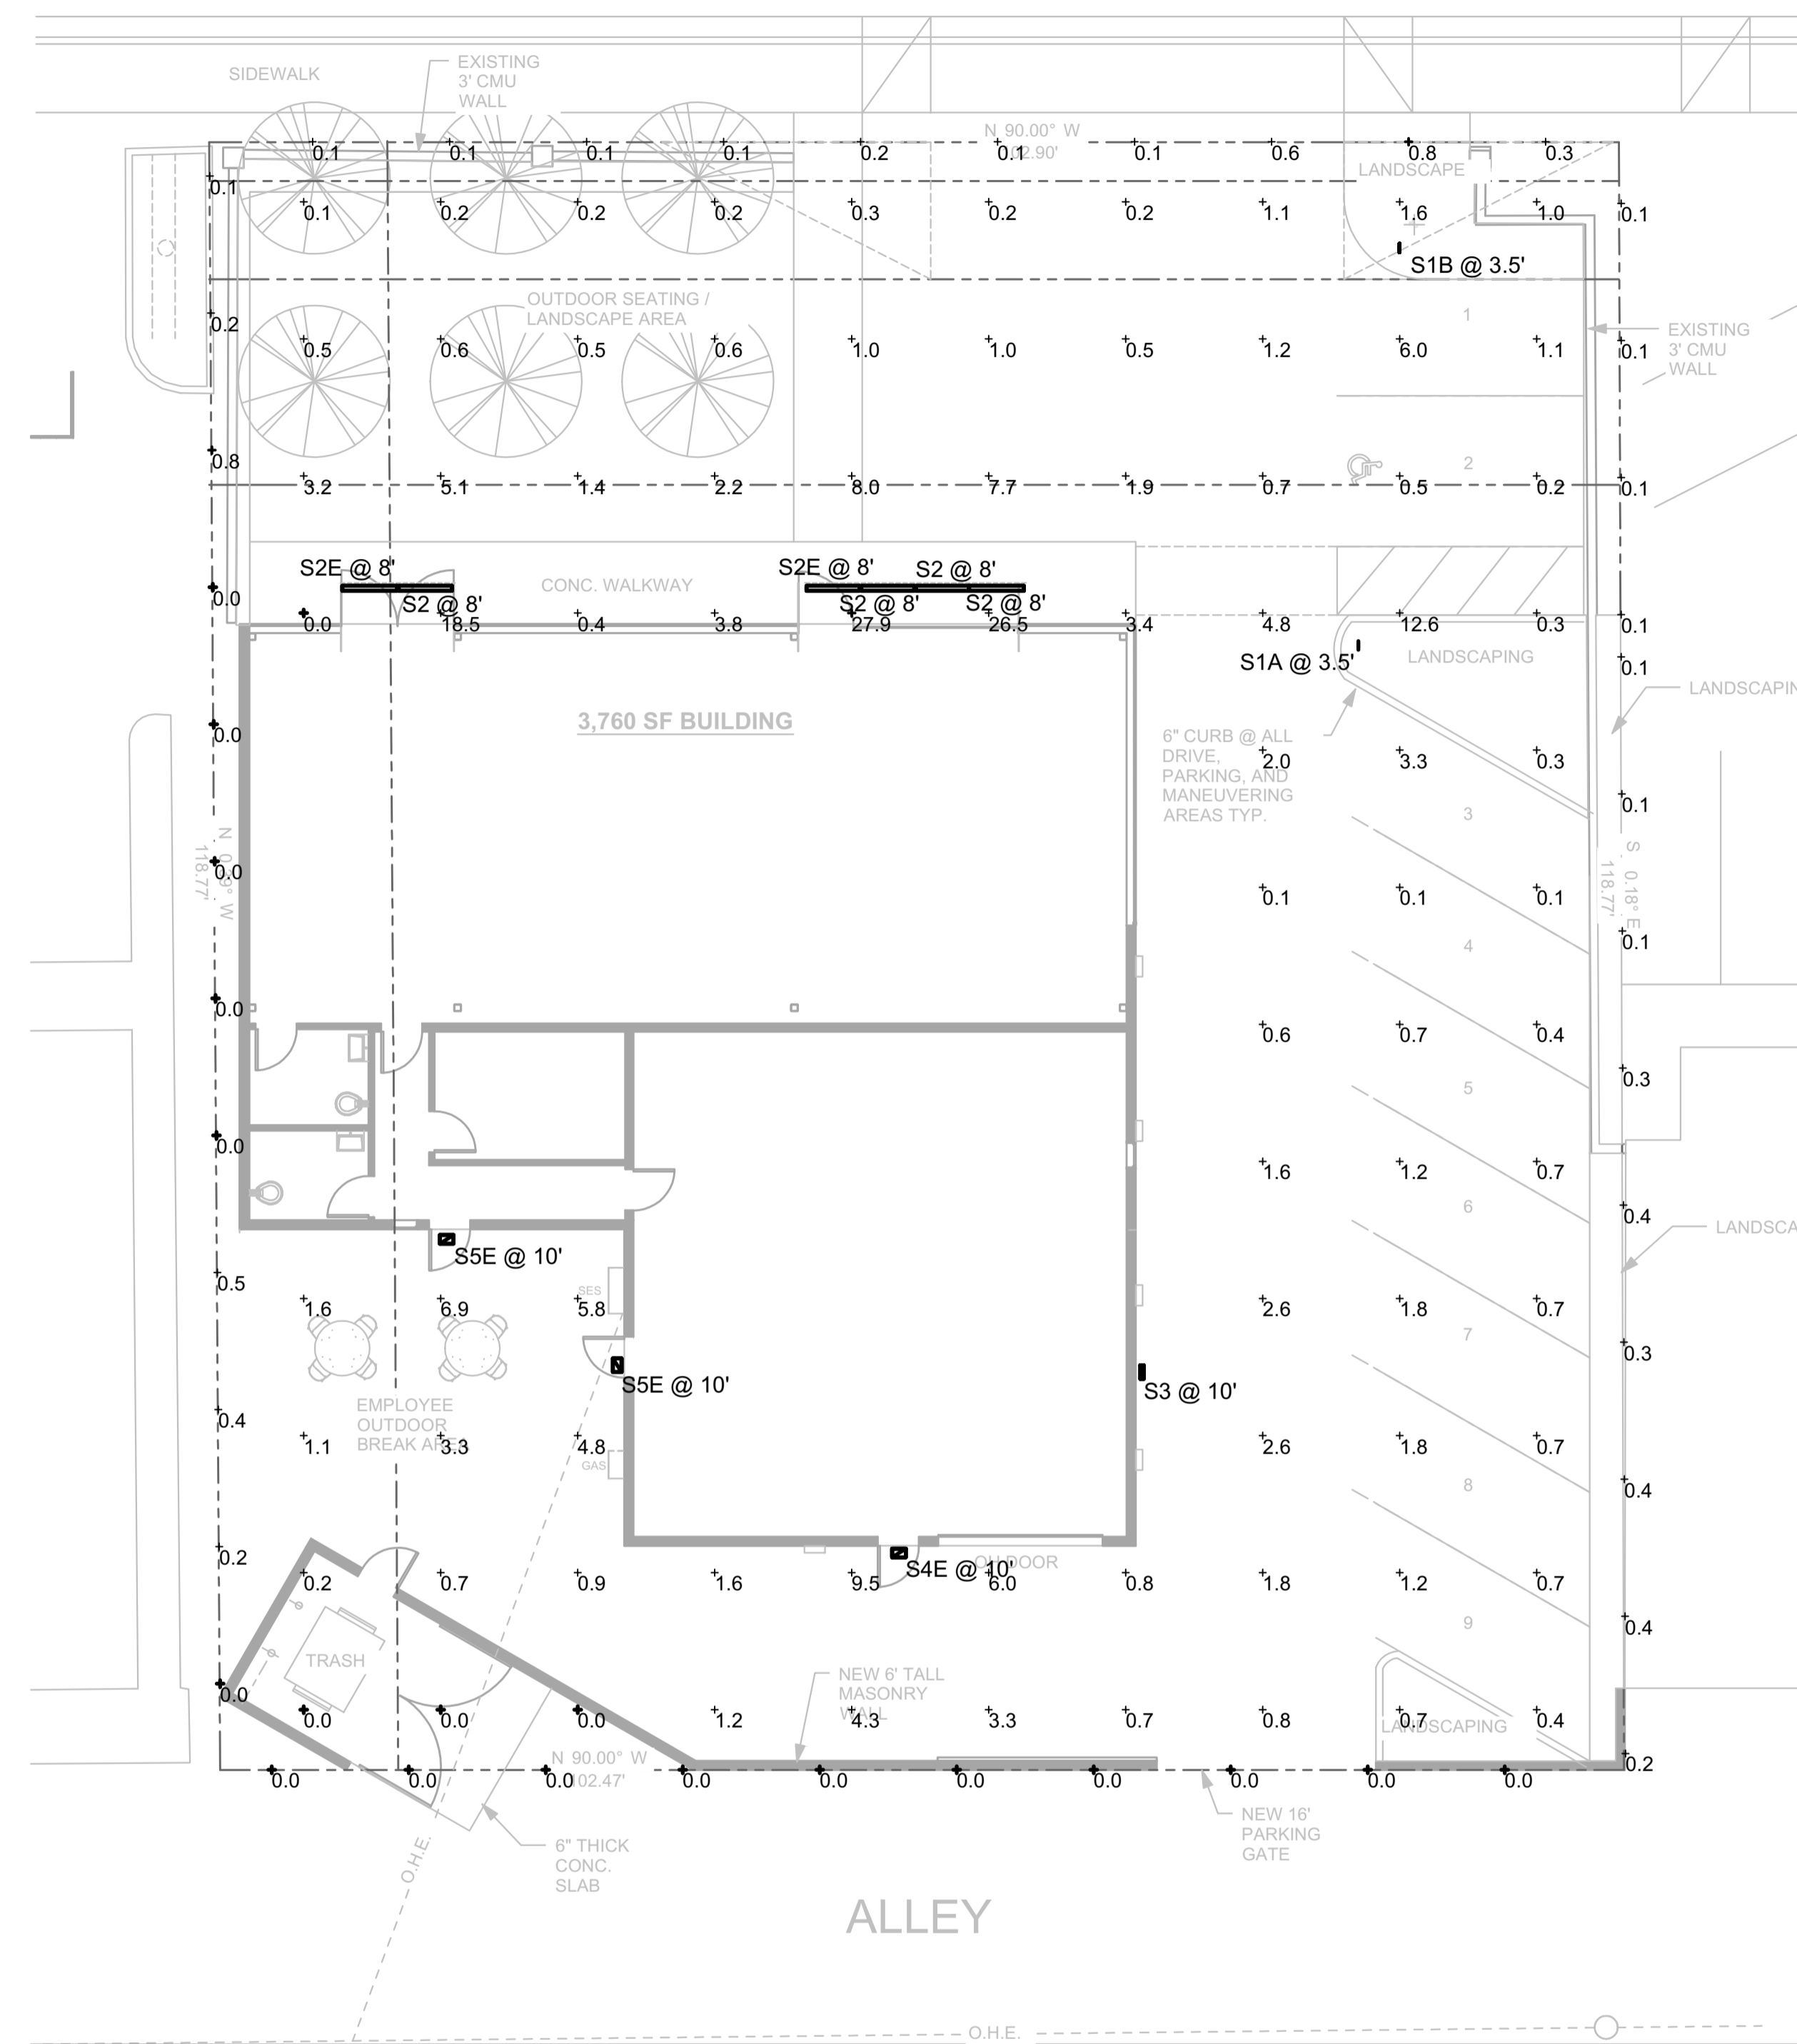 SIDEWALK
EXISTING
3' CMU
WALL
N 90.00° W
0.1 0.1 0.1 0.1 0.2 0.1 0.1 0.6 0.8 0.3
LANDSCAPE
0.1
0.1 0.2 0.2 0.2 0.3 0.2 0.2 1.1 1.6 1.0 0.1
S1B @ 3.5'
OUTDOOR SEATING /
LANDSCAPE AREA
1
0.2
EXISTING
3' CMU
WALL
0.5 0.6 0.5 0.6 1.0 1.0 0.5 1.2 6.0 1.1 0.1
0.8
2
3.2 5.1 1.4 2.2 8.0 7.7 1.9 0.7 0.5 0.2 0.1
S2E @ 8' S2E @ 8' S2 @ 8'
CONC. WALKWAY
0.0
S2 @ 8' S2 @ 8' S2 @ 8'
0.0 18.5 0.4 3.8 27.9 26.5 3.4 4.8 12.6 0.3 0.1
S1A @ 3.5'
LANDSCAPING
0.1
LANDSCAPIN
3,760 SF BUILDING
0.0
6" CURB @ ALL
DRIVE,
PARKING, AND
MANEUVERING
AREAS TYP.
2.0 3.3 0.3
0.1
3
N W
118.77'
0.0
S 0.18° E
118.77'
0.1 0.1 0.1
4
0.1
0.0
0.6 0.7 0.4
0.3
5
0.0
1.6 1.2 0.7
6
0.4
LANDSCA
S5E @ 10'
0.5
SES
1.6 6.9 5.8 2.6 1.8 0.7
7
0.3
S5E @ 10'
S3 @ 10'
0.4
EMPLOYEE
OUTDOOR
BREAK AREA
1.1 3.3 4.8 2.6 1.8 0.7
GAS
8
0.4
0.2
S4E @ 10'
DOOR
0.2 0.7 0.9 1.6 9.5 6.0 0.8 1.8 1.2 0.7
9
0.4
TRASH
NEW 6' TALL
MASONRY
WALL
0.0
0.0 0.0 0.0 1.2 4.3 3.3 0.7 0.8 0.7 0.4
LANDSCAPING
N 90.00° W
102.47'
0.2
0.0 0.0 0.0 0.0 0.0 0.0 0.0 0.0 0.0 0.0
NEW 16'
PARKING
GATE
6" THICK
CONC.
SLAB
O.H.E.
ALLEY
O.H.E.